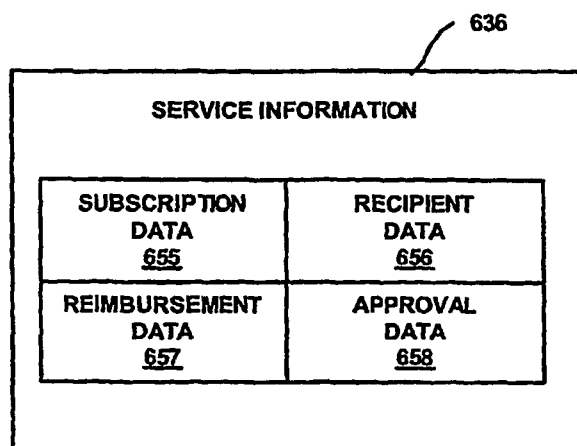 636
SERVICE INFORMATION
SUBSCRIPTION
DATA
655
RECIPIENT
DATA
656
REIMBURSEMENT
DATA
657
APPROVAL
DATA
658